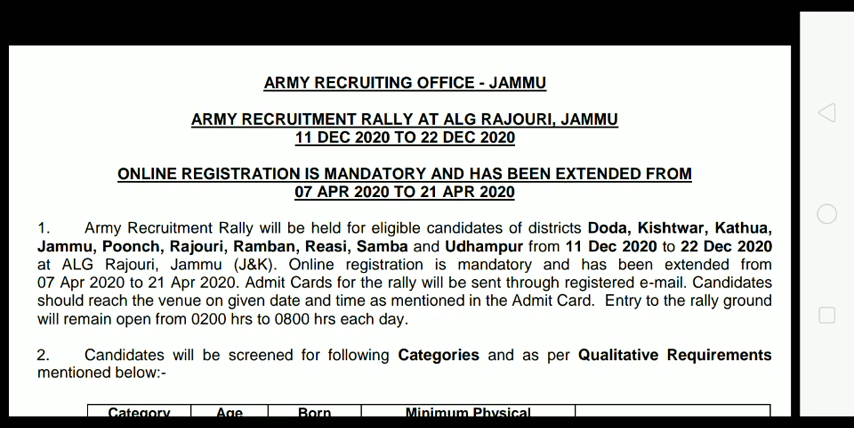 ARMY RECRUITING OFFICE - JAMMU
ARMY RECRUITMENT RALLY AT ALG RAJOURI, JAMMU
11 DEC 2020 TO 22 DEC 2020
ONLINE REGISTRATION IS MANDATORY AND HAS BEEN EXTENDED FROM
07 APR 2020 TO 21 APR 2020
1. Army Recruitment Rally will be held for eligible candidates of districts Doda, Kishtwar, Kathua,
Jammu, Poonch, Rajouri, Ramban, Reasi, Samba and Udhampur from 11 Dec 2020 to 22 Dec 2020
at ALG Rajouri, Jammu (J&K). Online registration is mandatory and has been extended from
07 Apr 2020 to 21 Apr 2020. Admit Cards for the rally will be sent through registered e-mail. Candidates
should reach the venue on given date and time as mentioned in the Admit Card. Entry to the rally ground
will remain open from 0200 hrs to 0800 hrs each day.
2. Candidates will be screened for following Categories and as per Qualitative Requirements
mentioned below:-
Category Age Born Minimum Physical